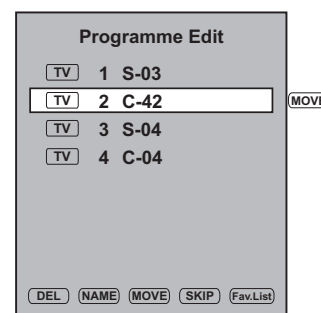 Programme Edit
TV 1 S-03
TV 2 C-42
TV 3 S-04
TV 4 C-04
MOVE
DEL NAME MOVE SKIP Fav.List